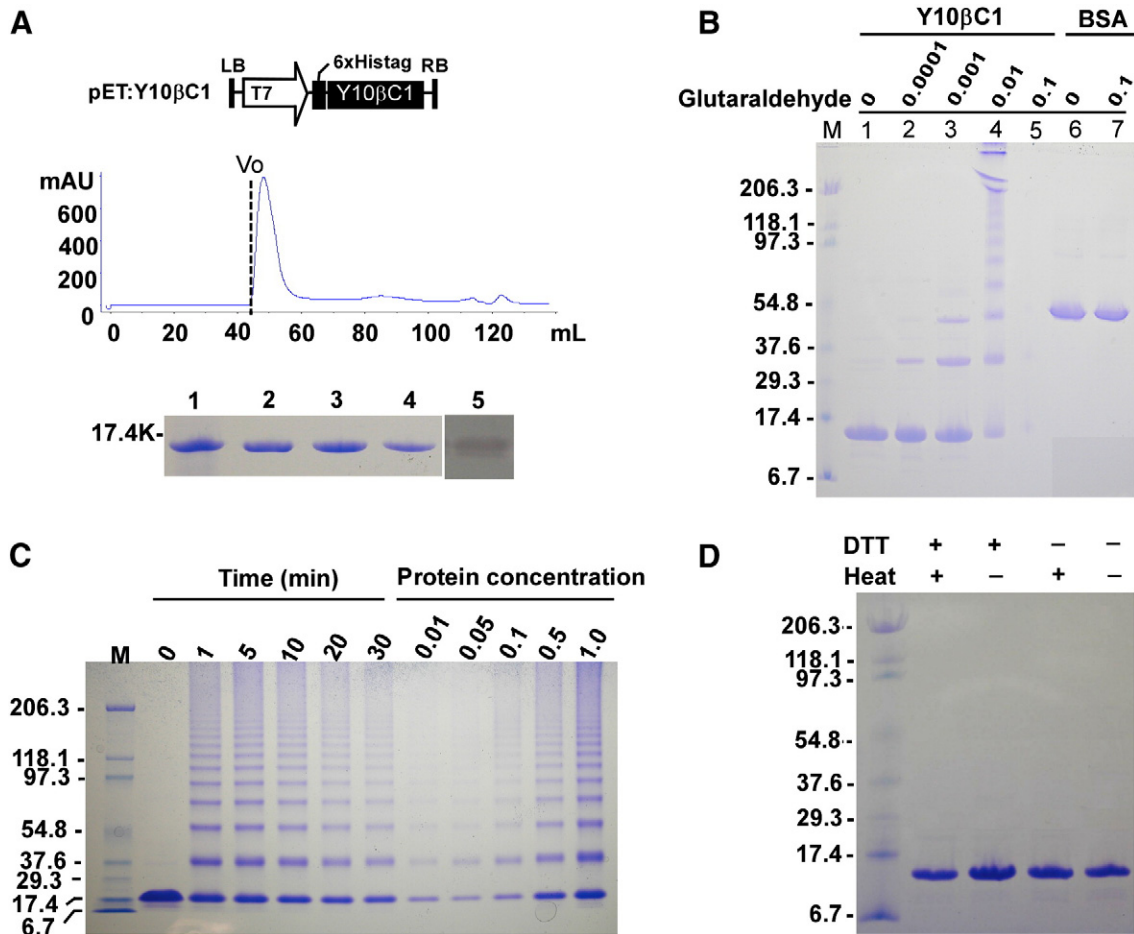 A
LB
6xHistag
RB
pET:Y10βC1
T7
Y10βC1
Vo
mAU
600
400
200
0
0 20 40 60 80 100 120 mL
1 2 3 4 5
17.4K-
B
Y10βC1 BSA
Glutaraldehyde 0 0.0001 0.001 0.01 0.1 0 0.1
M 1 2 3 4 5 6 7
206.3 -
118.1 -
97.3 -
54.8 -
37.6 -
29.3 -
17.4 -
6.7 -
C
Time (min) Protein concentration
M 0 1 5 10 20 30 0.01 0.05 0.1 0.5 1.0
206.3 -
118.1 -
97.3 -
54.8 -
37.6 -
29.3 -
17.4 -
6.7
D
DTT + + – –
Heat + – + –
206.3 -
118.1 -
97.3 -
54.8 -
37.6 -
29.3 -
17.4 -
6.7 -